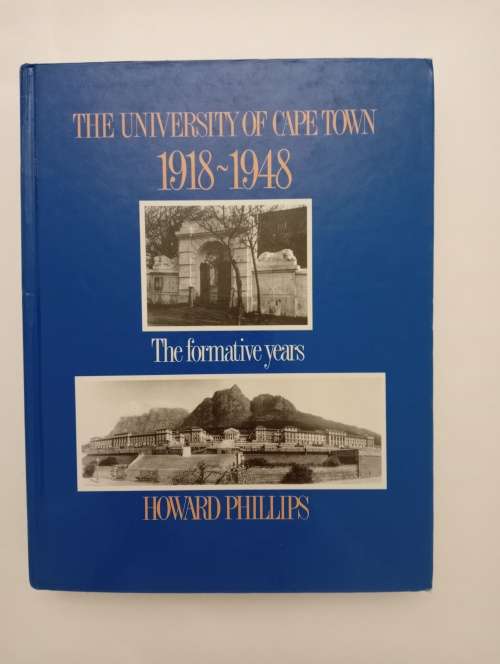 THE UNIVERSITY OF CAPE TOWN
1918~1948
The formative years
HOWARD PHILLIPS